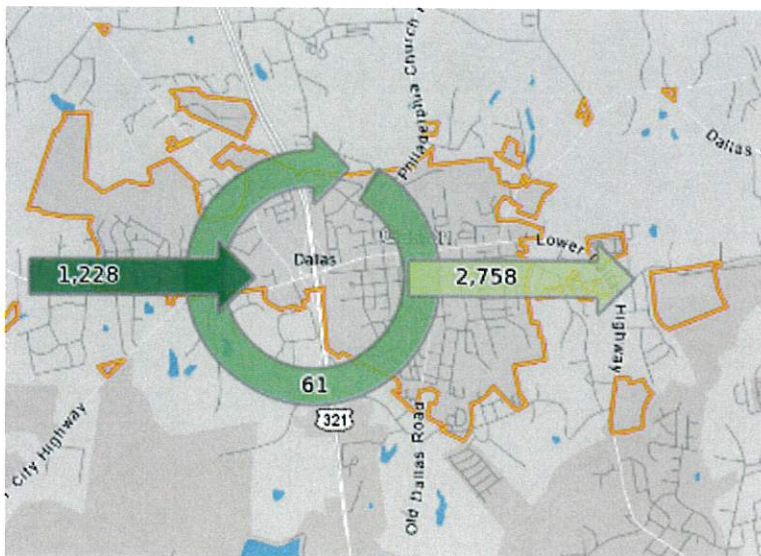 Philadelphia Church
Dallas
Lower
Dallas
1,228
2,758
Highway
61
321
City Highway
Old Dallas Road